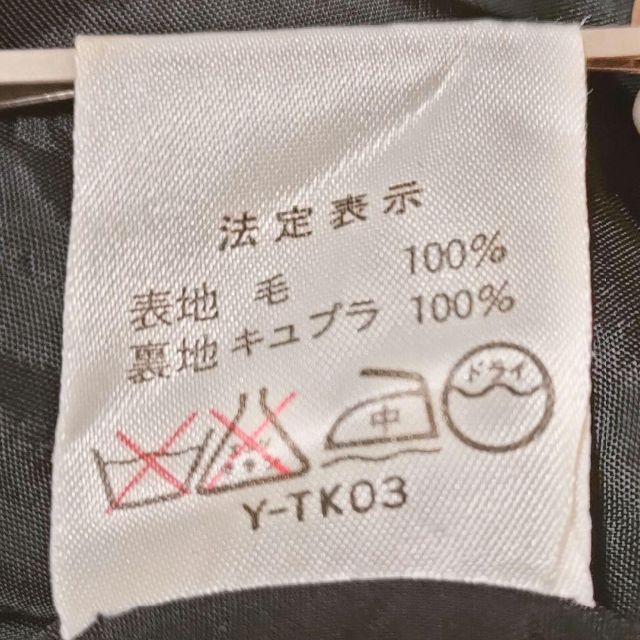 法定表示
表地 毛 100%
裏地 キュプラ 100%
中 ドライ
Y-TK03